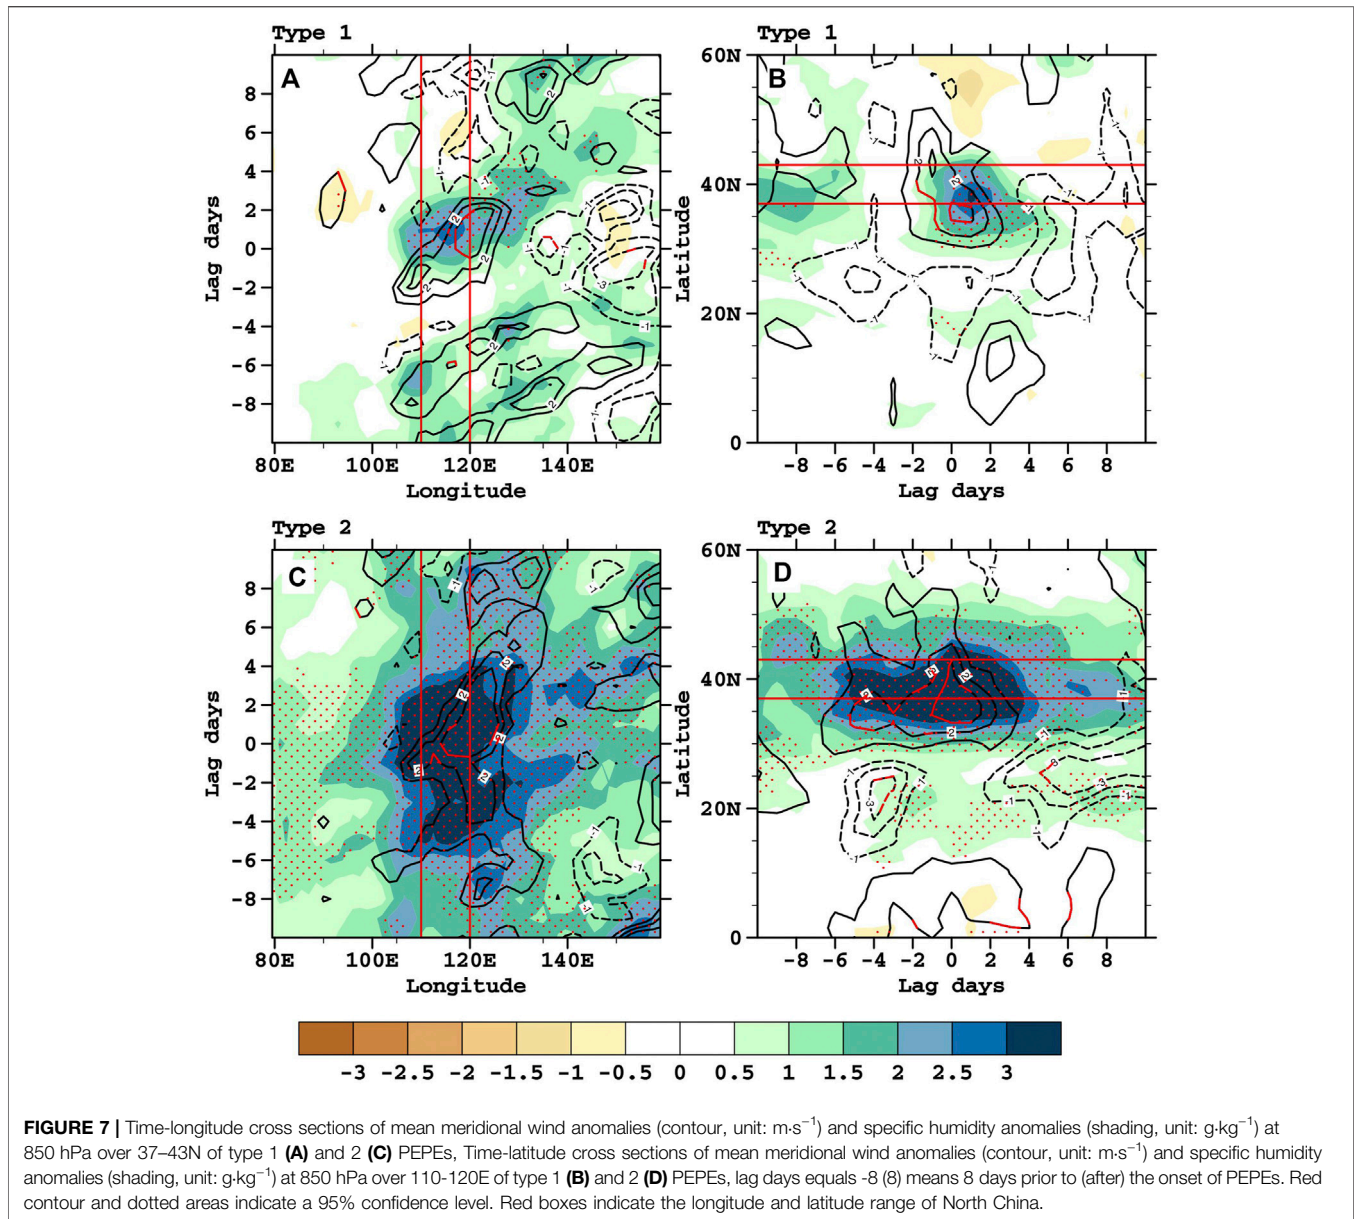 Type 1
A
8
6
4
2
0
-2
-4
-6
-8
Lag days
80E 100E 120E 140E
Longitude
Type 1
B
60N
40N
20N
0
Latitude
-8 -6 -4 -2 0 2 4 6 8
Lag days
Type 2
C
8
6
4
2
0
-2
-4
-6
-8
Lag days
80E 100E 120E 140E
Longitude
Type 2
D
60N
40N
20N
0
Latitude
-8 -6 -4 -2 0 2 4 6 8
Lag days
-3 -2.5 -2 -1.5 -1 -0.5 0 0.5 1 1.5 2 2.5 3
FIGURE 7 | Time-longitude cross sections of mean meridional wind anomalies (contour, unit: m·s⁻¹) and specific humidity anomalies (shading, unit: g·kg⁻¹) at
850 hPa over 37–43N of type 1 (A) and 2 (C) PEPEs, Time-latitude cross sections of mean meridional wind anomalies (contour, unit: m·s⁻¹) and specific humidity
anomalies (shading, unit: g·kg⁻¹) at 850 hPa over 110-120E of type 1 (B) and 2 (D) PEPEs, lag days equals -8 (8) means 8 days prior to (after) the onset of PEPEs. Red
contour and dotted areas indicate a 95% confidence level. Red boxes indicate the longitude and latitude range of North China.